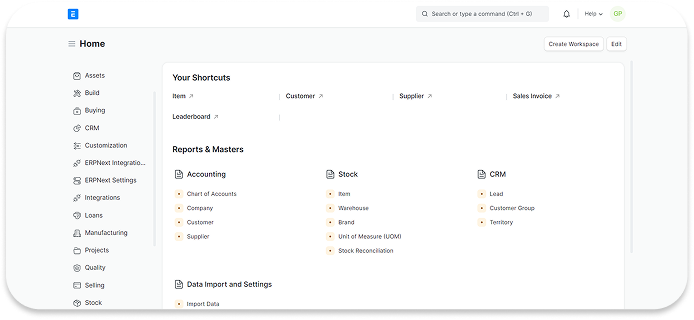 E
Search or type a command (Ctrl + G)
Help
GP
Home
Create Workspace
Edit
Assets
Build
Buying
CRM
Customization
ERPNext Integratio...
ERPNext Settings
Integrations
Loans
Manufacturing
Projects
Quality
Selling
Stock
Your Shortcuts
Item
Customer
Supplier
Sales Invoice
Leaderboard
Reports & Masters
Accounting
Chart of Accounts
Company
Customer
Supplier
Stock
Item
Warehouse
Brand
Unit of Measure (UOM)
Stock Reconciliation
CRM
Lead
Customer Group
Territory
Data Import and Settings
Import Data